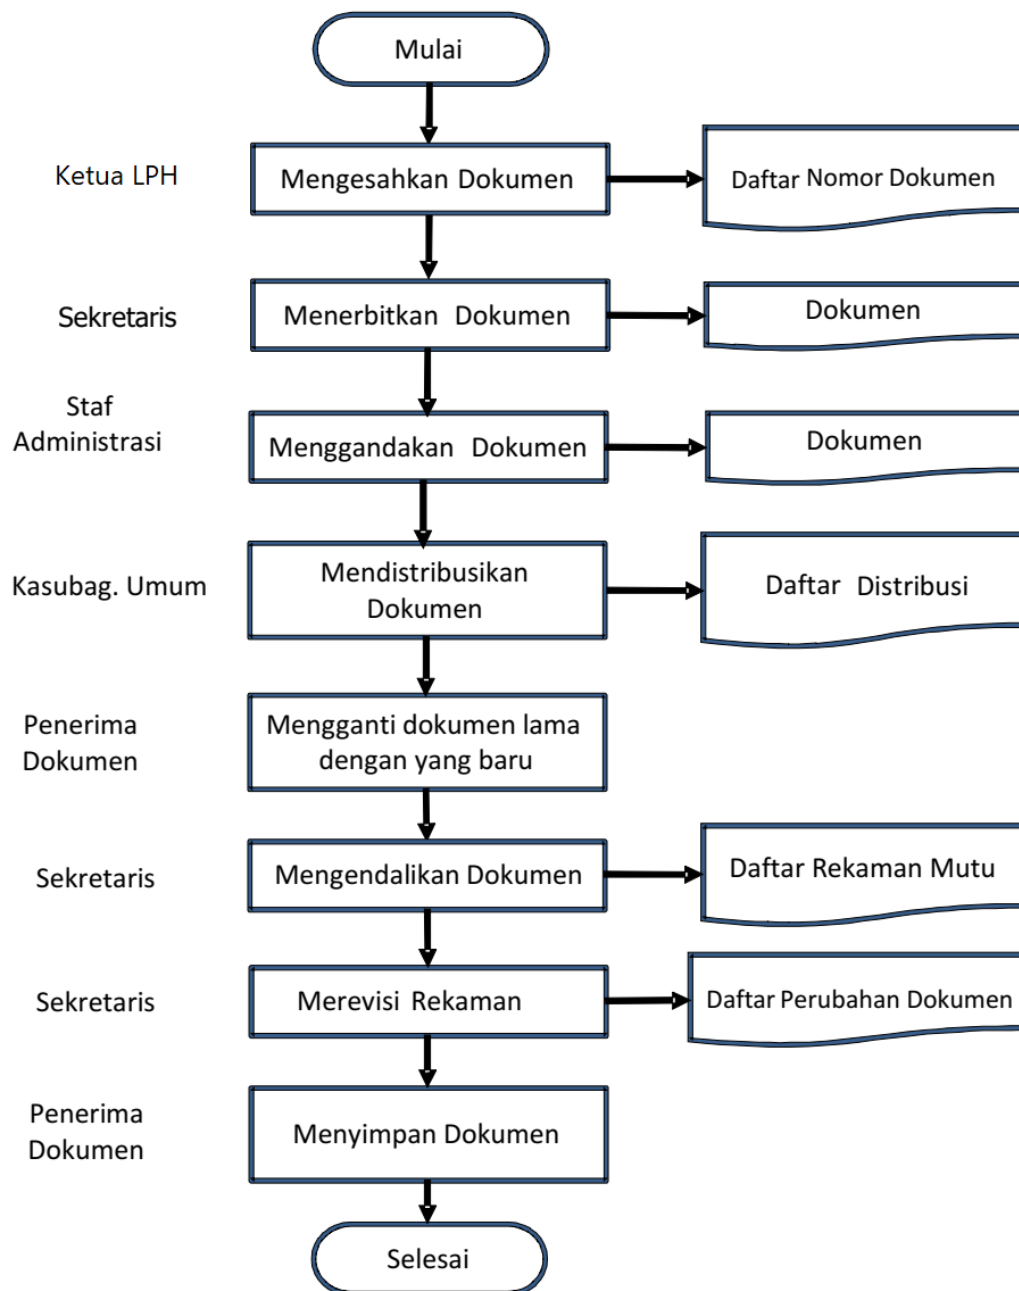 Mulai
Ketua LPH
Mengesahkan Dokumen
Daftar Nomor Dokumen
Sekretaris
Menerbitkan Dokumen
Dokumen
Staf
Administrasi
Menggandakan Dokumen
Dokumen
Kasubag. Umum
Mendistribusikan
Dokumen
Daftar Distribusi
Penerima
Dokumen
Mengganti dokumen lama
dengan yang baru
Sekretaris
Mengendalikan Dokumen
Daftar Rekaman Mutu
Sekretaris
Merevisi Rekaman
Daftar Perubahan Dokumen
Penerima
Dokumen
Menyimpan Dokumen
Selesai